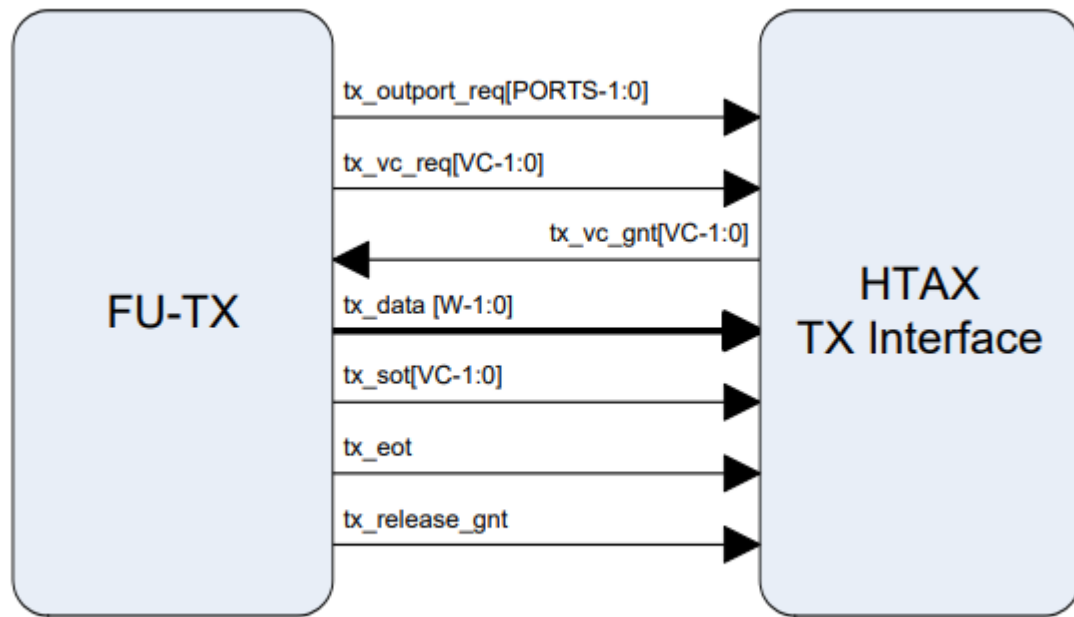 tx_outport_req[PORTS-1:0]
tx_vc_req[VC-1:0]
tx_vc_gnt[VC-1:0]
FU-TX
tx_data [W-1:0]
HTAX
TX Interface
tx_sot[VC-1:0]
tx_eot
tx_release_gnt